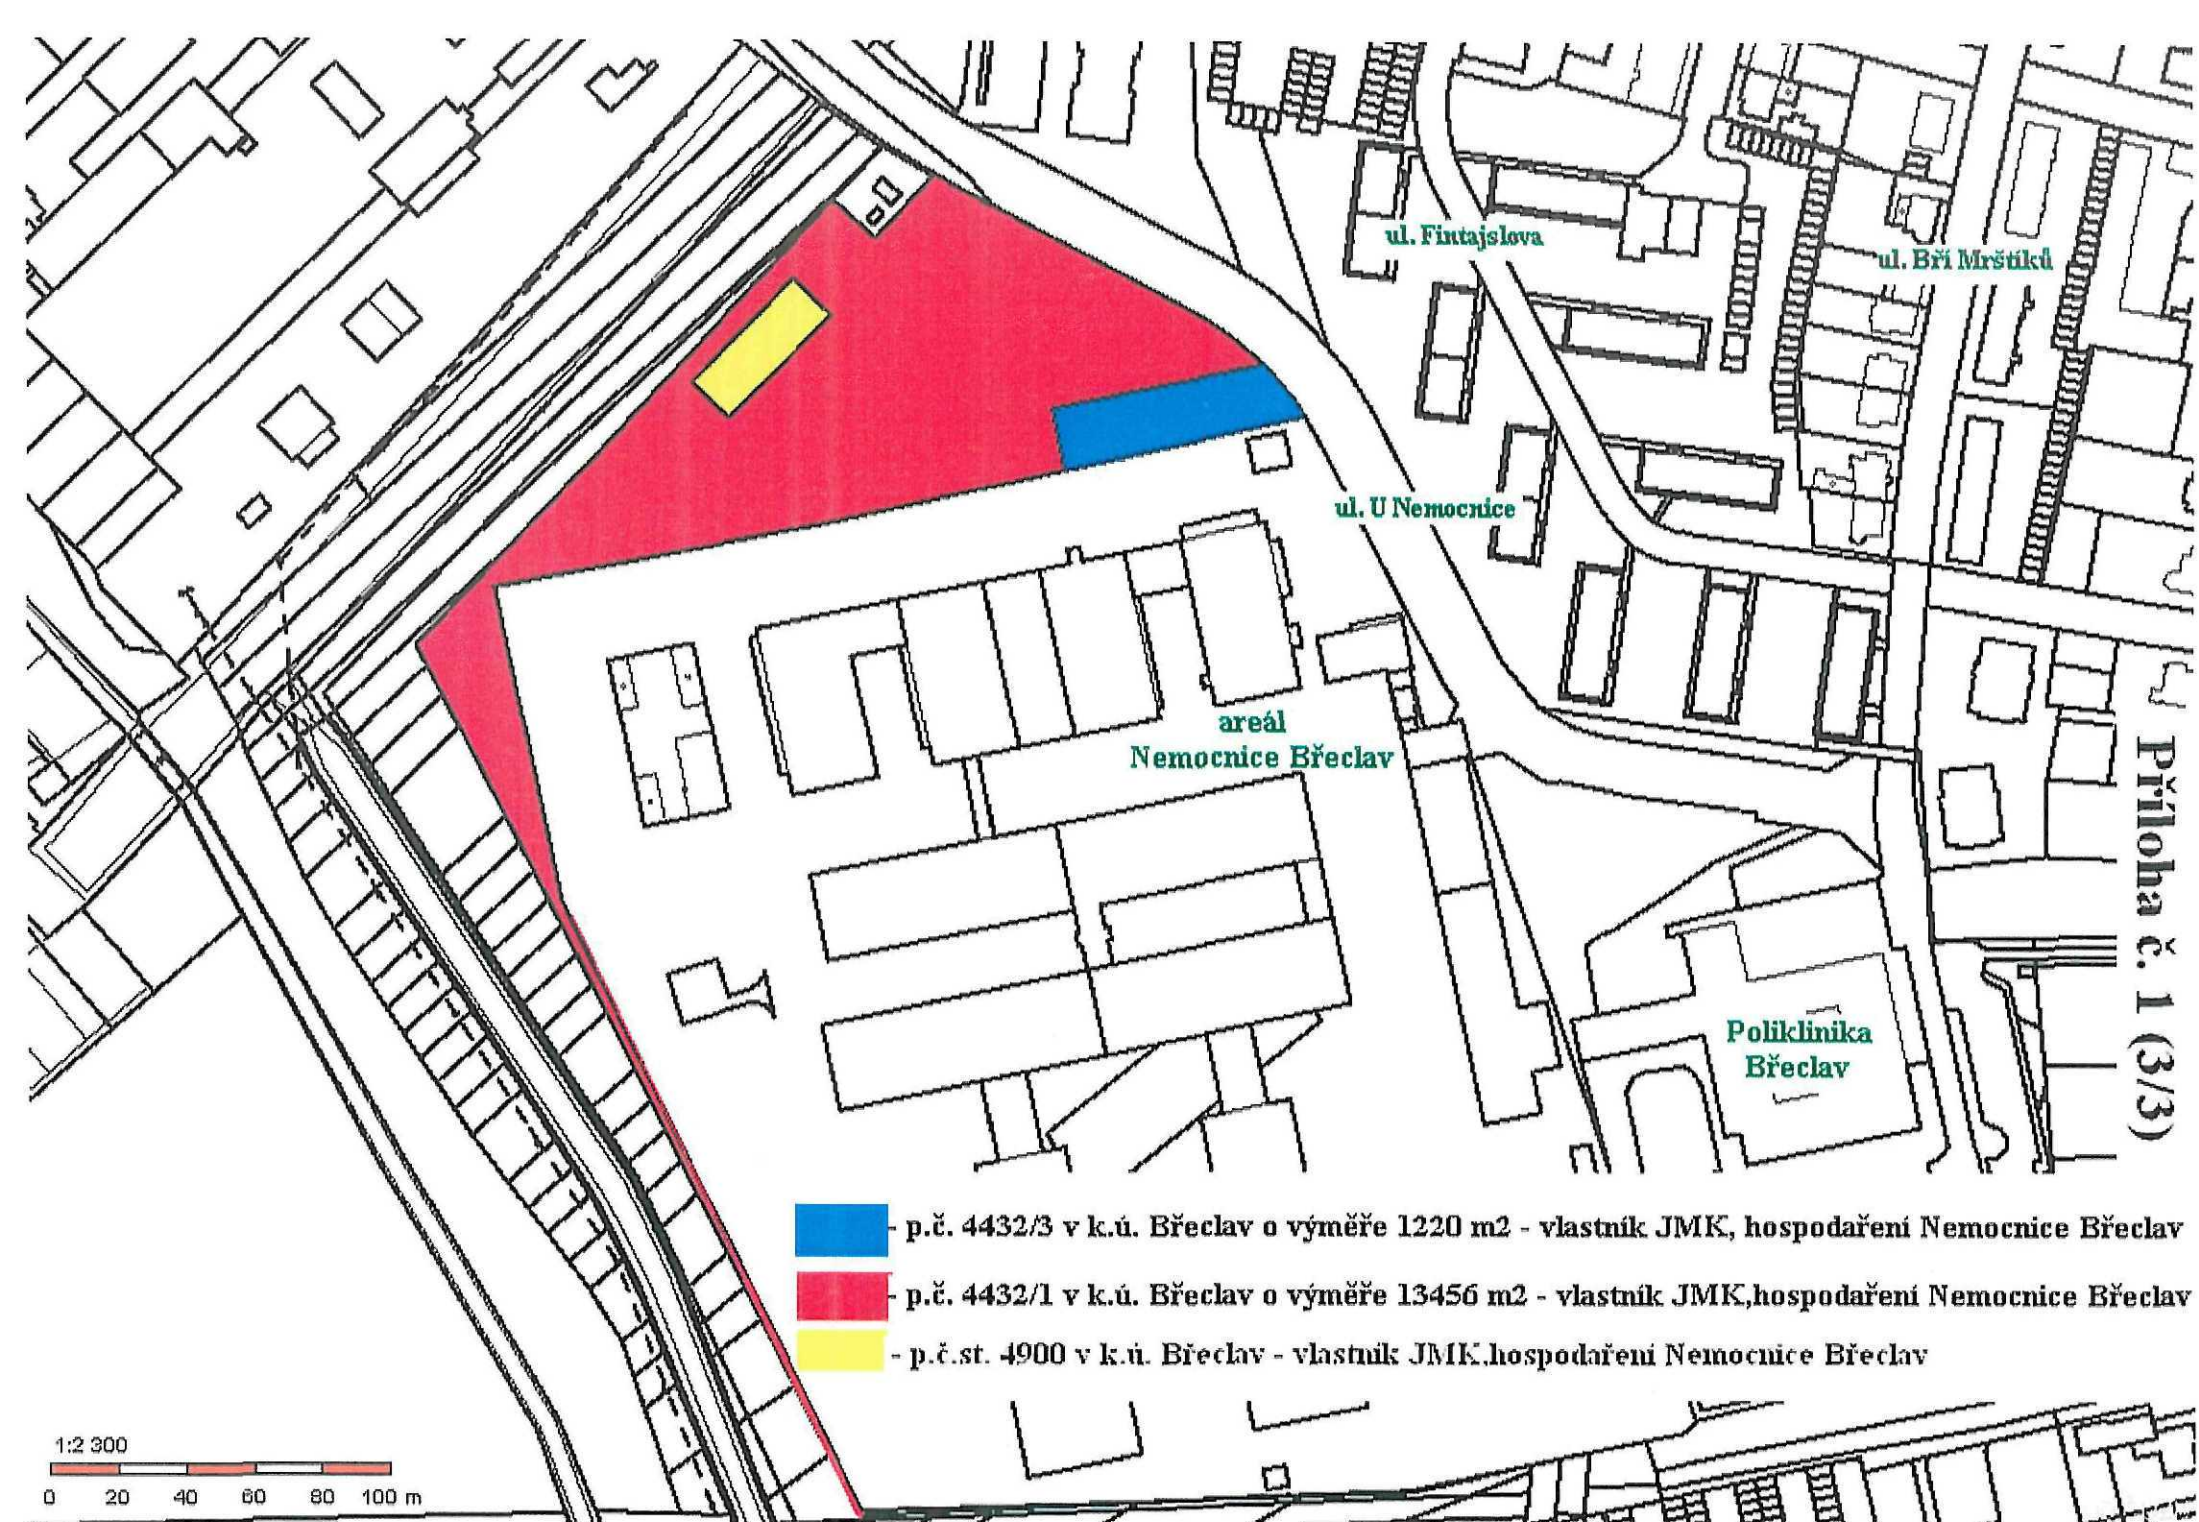 ul. Fintajslova
ul. Bří Mrštíků
ul. U Nemocnice
areál
Nemocnice Břeclav
Příloha č. 1 (3/3)
Poliklinika
Břeclav
- p.č. 4432/3 v k.ú. Břeclav o výměře 1220 m2 - vlastník JMK, hospodaření Nemocnice Břeclav
- p.č. 4432/1 v k.ú. Břeclav o výměře 13456 m2 - vlastník JMK,hospodaření Nemocnice Břeclav
- p.č.st. 4900 v k.ú. Břeclav - vlastník JMK,hospodaření Nemocnice Břeclav
1:2 300
0 20 40 60 80 100 m